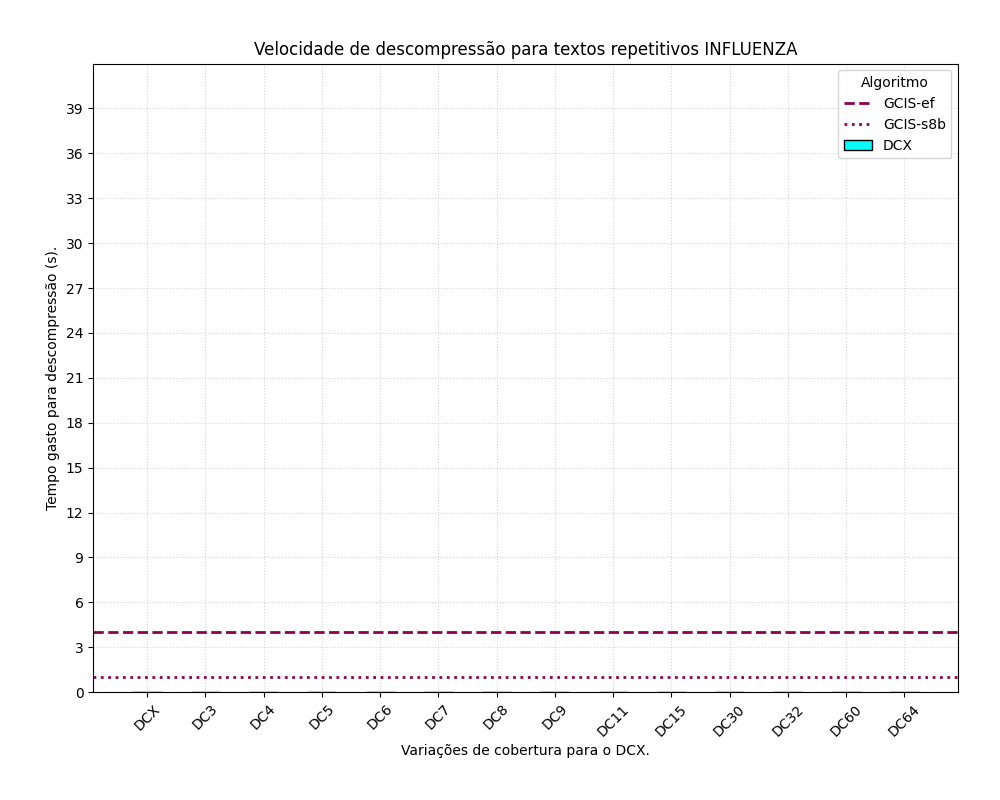 Velocidade de descompressão para textos repetitivos INFLUENZA
Algoritmo
GCIS-ef
GCIS-s8b
DCX
Tempo gasto para descompressão (s).
39
36
33
30
27
24
21
18
15
12
9
6
3
0
DCX
DC3
DC4
DC5
DC6
DC7
DC8
DC9
DC11
DC15
DC30
DC32
DC60
DC64
Variações de cobertura para o DCX.